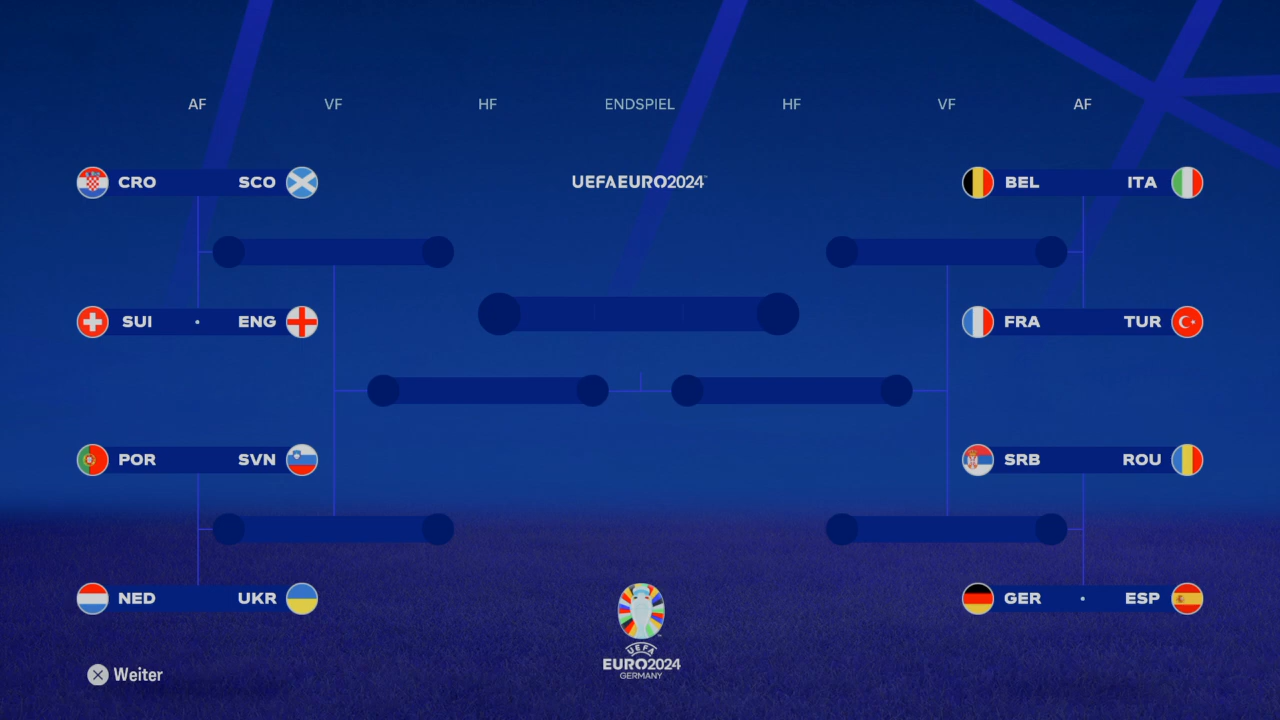 AF VF HF ENDSPIEL HF VF AF
CRO SCO UEFAEURO2024™ BEL ITA
SUI • ENG FRA TUR
POR SVN SRB ROU
NED UKR GER • ESP
UEFA
EURO2024
GERMANY
Weiter